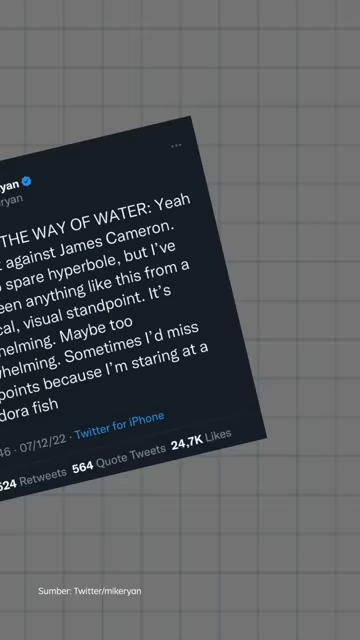 yan
ryan
THE WAY OF WATER: Yeah
against James Cameron.
spare hyperbole, but I've
een anything like this from a
cal, visual standpoint. It's
helming. Maybe too
whelming. Sometimes I'd miss
points because I'm staring at a
dora fish
46 · 07/12/22 · Twitter for iPhone
524 Retweets 564 Quote Tweets 24,7K Likes
Sumber: Twitter/mikeryan